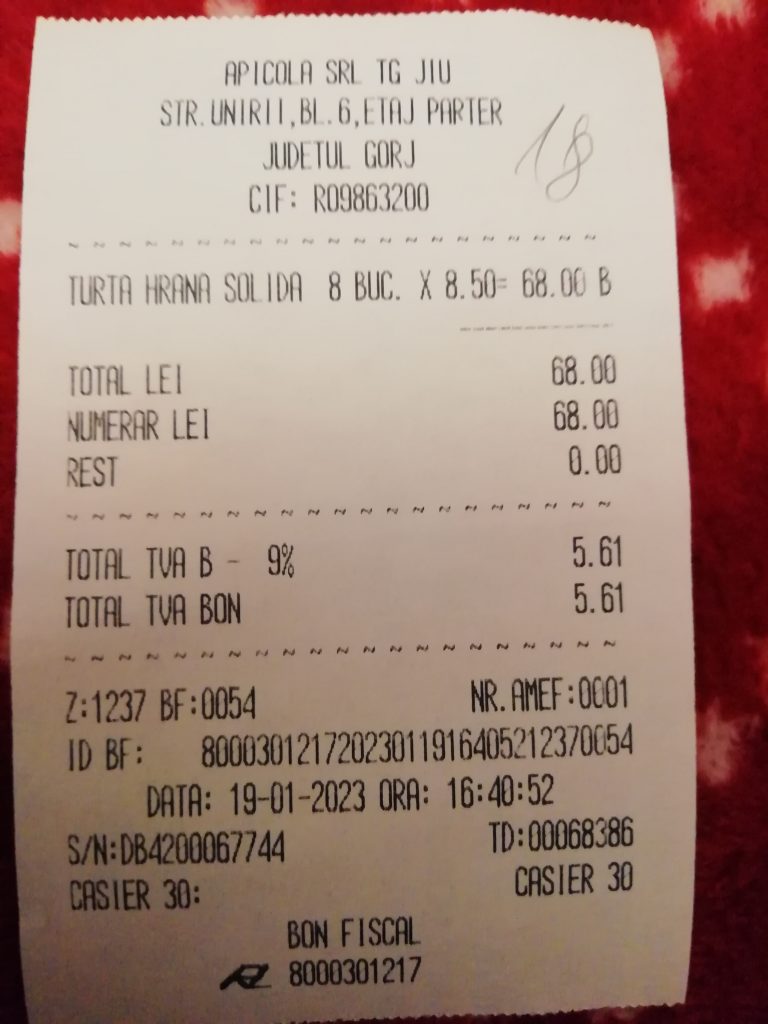 APICOLA SRL TG JIU
STR.UNIRII,BL.6,ETAJ PARTER
JUDETUL GORJ
CIF: RO9863200
18
TURTA HRANA SOLIDA 8 BUC. X 8.50= 68.00 B
TOTAL LEI 68.00
NUMERAR LEI 68.00
REST 0.00
TOTAL TVA B - 9% 5.61
TOTAL TVA BON 5.61
Z:1237 BF:0054 NR.AMEF:0001
ID BF: 80003012172023011916405212370054
DATA: 19-01-2023 ORA: 16:40:52
S/N:DB4200067744 TD:00068386
CASIER 30: CASIER 30
BON FISCAL
8000301217